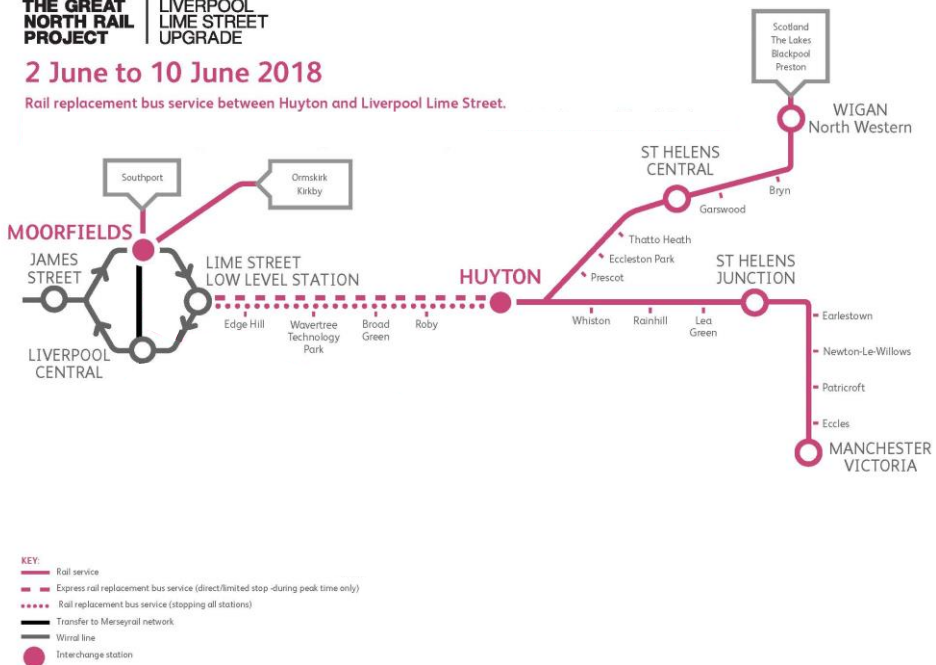 THE GREAT
NORTH RAIL
PROJECT
LIVERPOOL
LIME STREET
UPGRADE
2 June to 10 June 2018
Rail replacement bus service between Huyton and Liverpool Lime Street.
Scotland
The Lakes
Blackpool
Preston
WIGAN
North Western
ST HELENS
CENTRAL
Bryn
Garswood
Southport
Ormskirk
Kirkby
MOORFIELDS
JAMES
STREET
LIME STREET
LOW LEVEL STATION
LIVERPOOL
CENTRAL
Edge Hill
Wavertree
Technology
Park
Broad
Green
Roby
HUYTON
Thatto Heath
Eccleston Park
Prescot
ST HELENS
JUNCTION
Whiston
Rainhill
Lea
Green
Earlestown
Newton-Le-Willows
Patricroft
Eccles
MANCHESTER
VICTORIA
KEY:
Rail service
Express rail replacement bus service (direct/limited stop -during peak time only)
Rail replacement bus service (stopping all stations)
Transfer to Merseyrail network
Wirral line
Interchange station